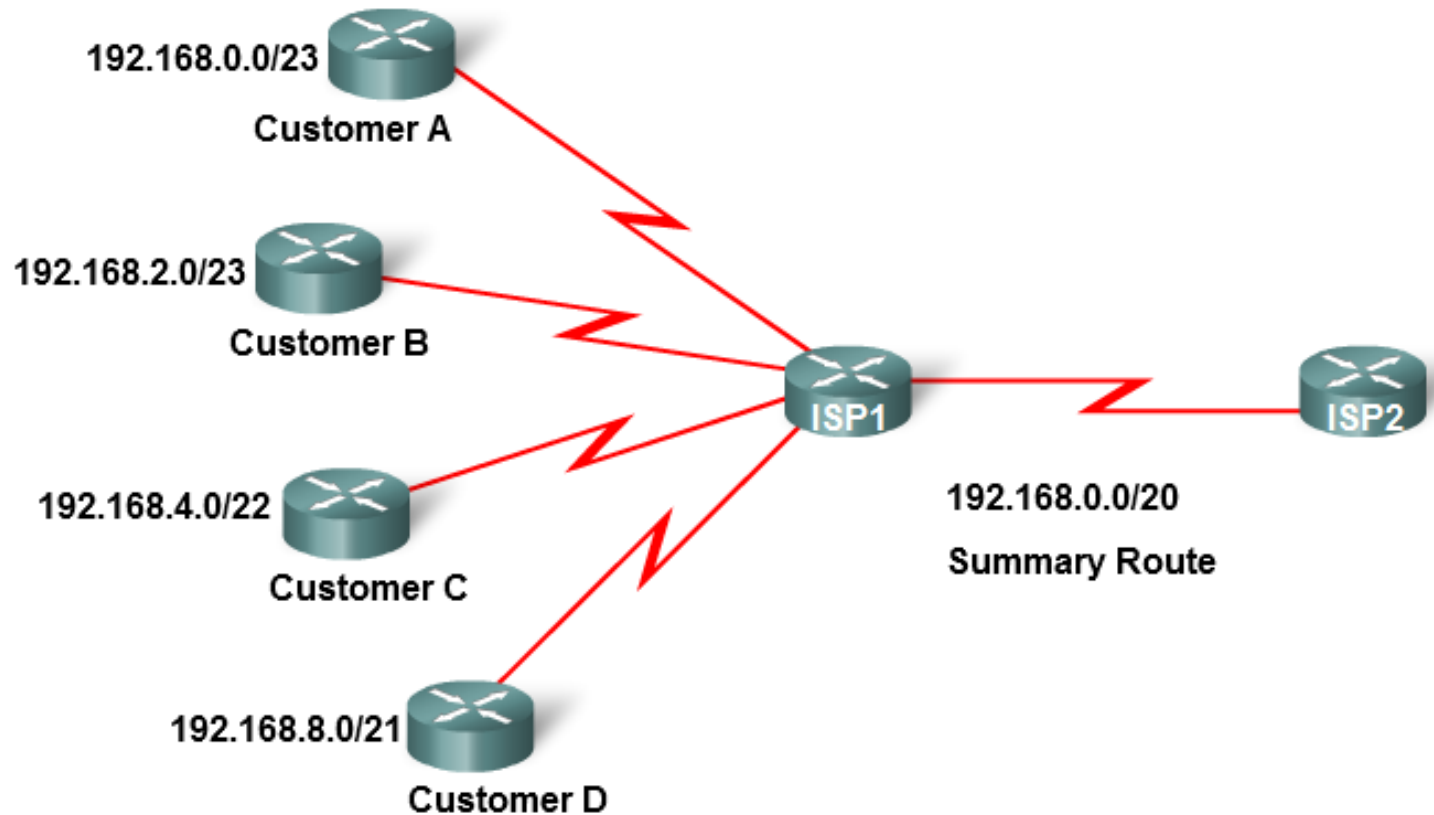 192.168.0.0/23
Customer A
192.168.2.0/23
Customer B
ISP1
ISP2
192.168.4.0/22
Customer C
192.168.0.0/20
Summary Route
192.168.8.0/21
Customer D